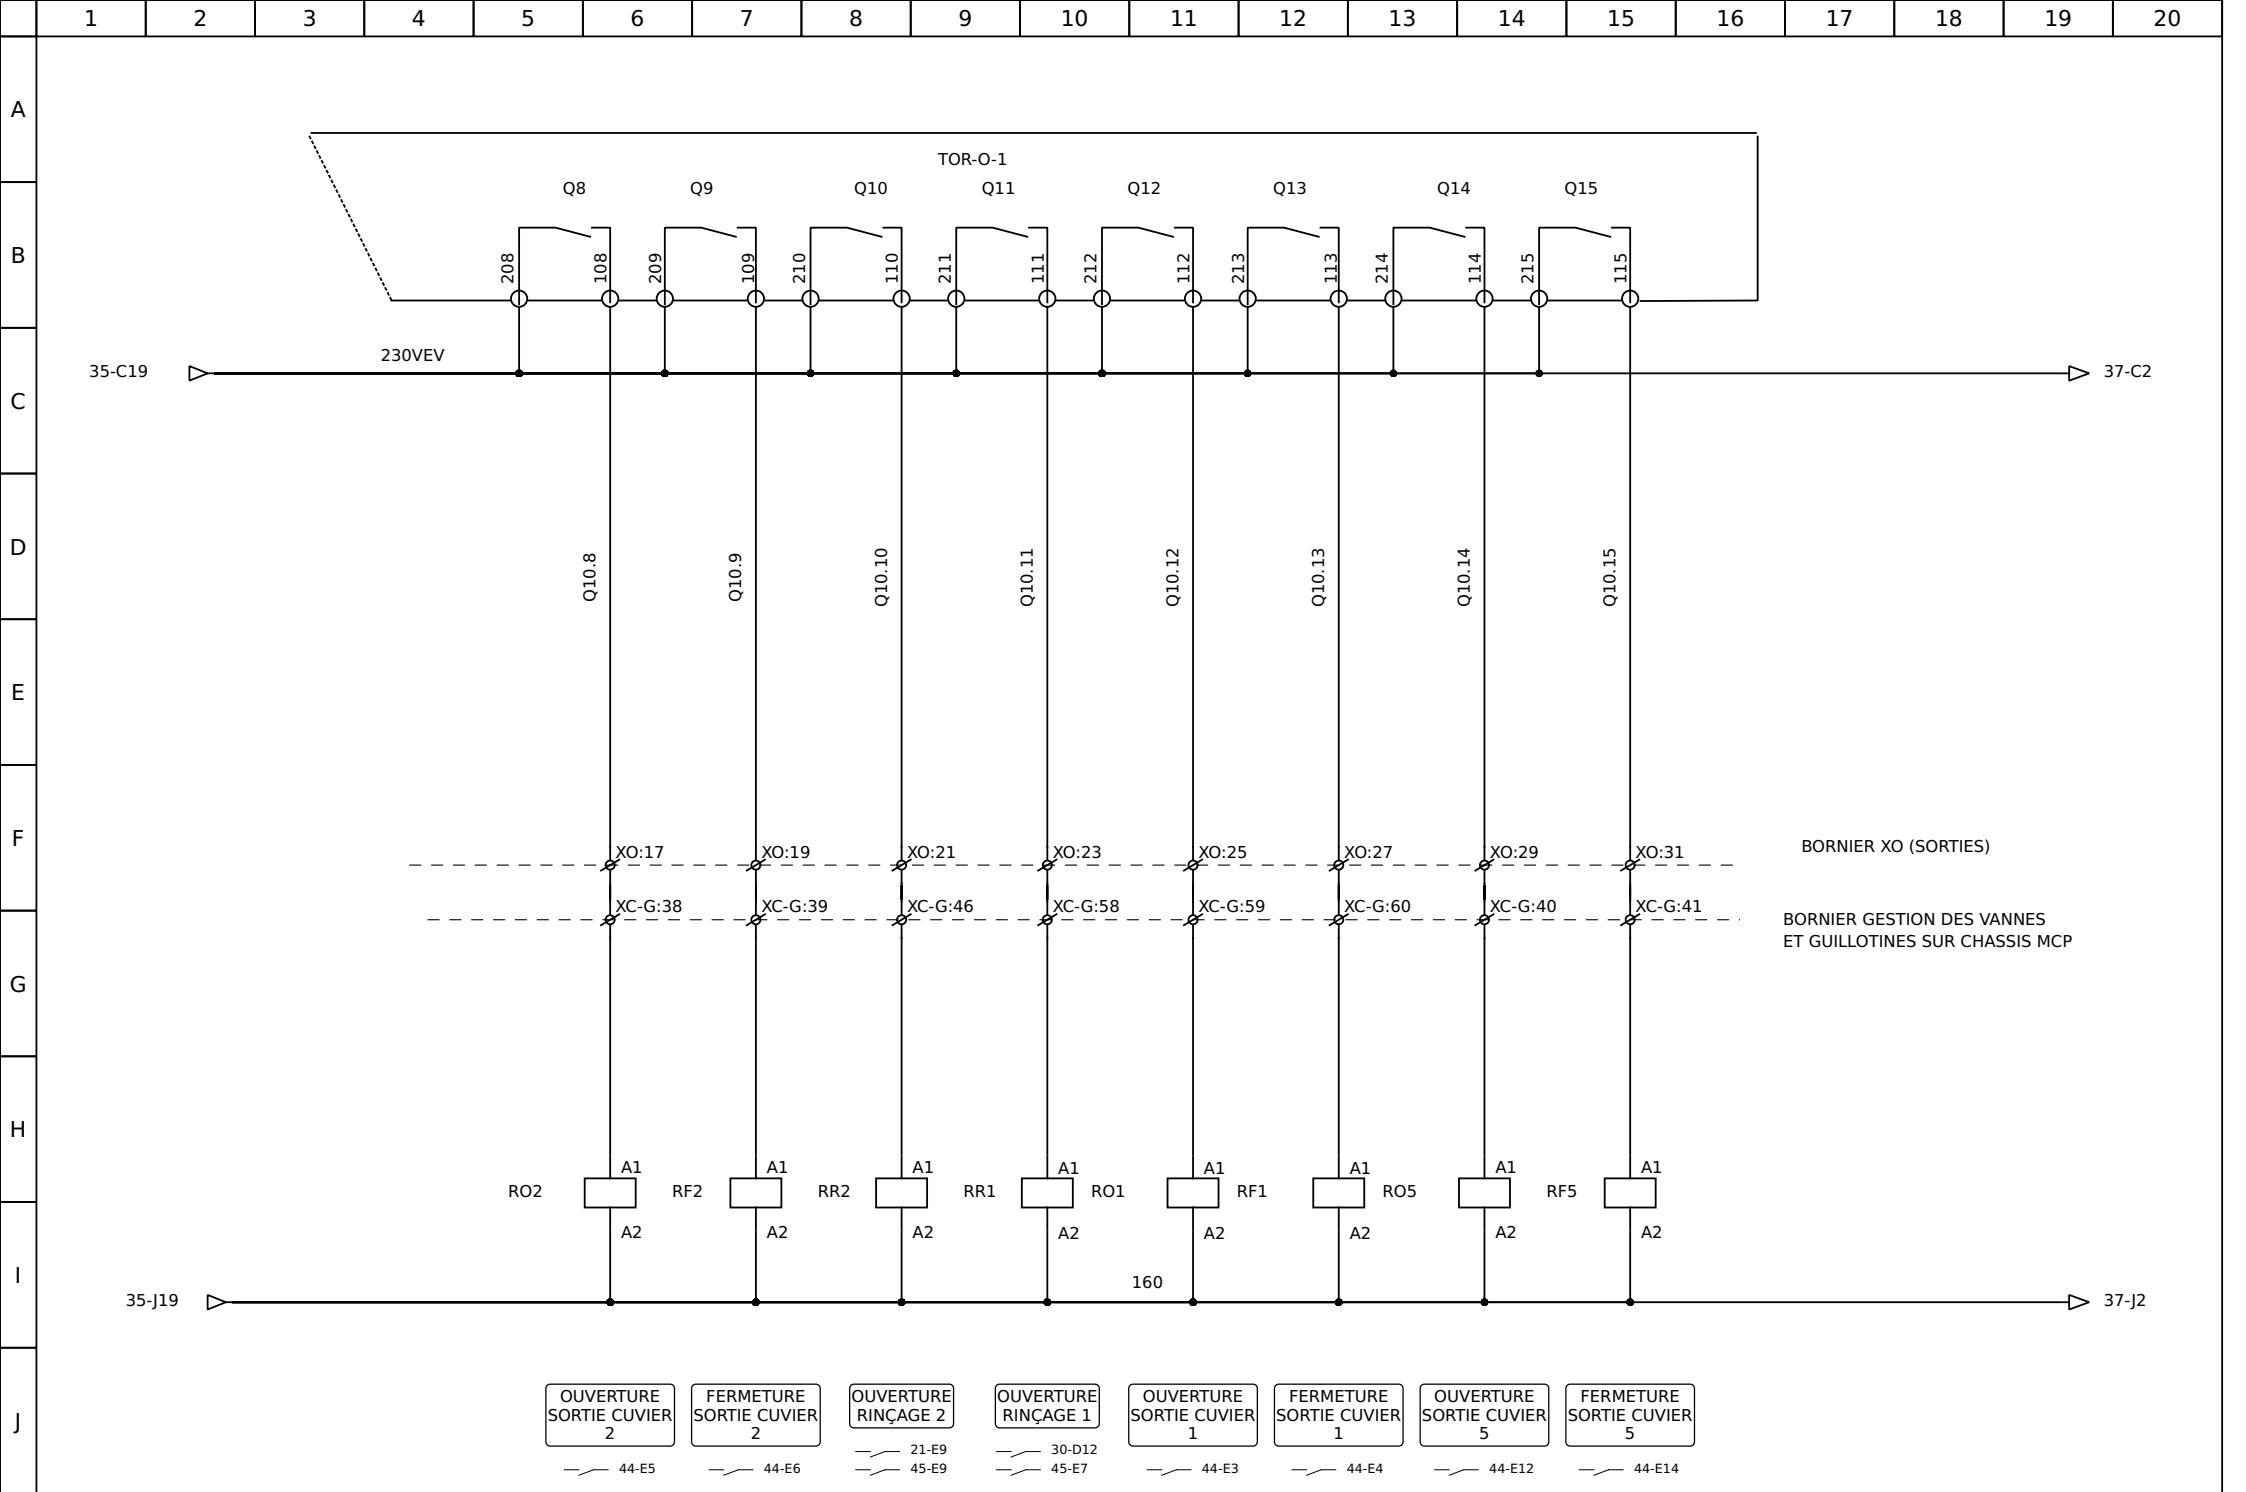 1 2 3 4 5 6 7 8 9 10 11 12 13 14 15 16 17 18 19 20
A
TOR-O-1
Q8 Q9 Q10 Q11 Q12 Q13 Q14 Q15
B
208 108 209 109 210 110 211 111 212 112 213 113 214 114 215 115
230VEV
35-C19 37-C2
C
D
Q10.8 Q10.9 Q10.10 Q10.11 Q10.12 Q10.13 Q10.14 Q10.15
E
F
XO:17 XO:19 XO:21 XO:23 XO:25 XO:27 XO:29 XO:31
BORNIER XO (SORTIES)
XC-G:38 XC-G:39 XC-G:46 XC-G:58 XC-G:59 XC-G:60 XC-G:40 XC-G:41
BORNIER GESTION DES VANNES
ET GUILLOTINES SUR CHASSIS MCP
G
H
A1 A1 A1 A1 A1 A1 A1 A1
RO2 RF2 RR2 RR1 RO1 RF1 RO5 RF5
A2 A2 A2 A2 A2 A2 A2 A2
I
160
35-J19 37-J2
J
OUVERTURE
SORTIE CUVIER
2
44-E5
FERMETURE
SORTIE CUVIER
2
44-E6
OUVERTURE
RINÇAGE 2
21-E9
45-E9
OUVERTURE
RINÇAGE 1
30-D12
45-E7
OUVERTURE
SORTIE CUVIER
1
44-E3
FERMETURE
SORTIE CUVIER
1
44-E4
OUVERTURE
SORTIE CUVIER
5
44-E12
FERMETURE
SORTIE CUVIER
5
44-E14